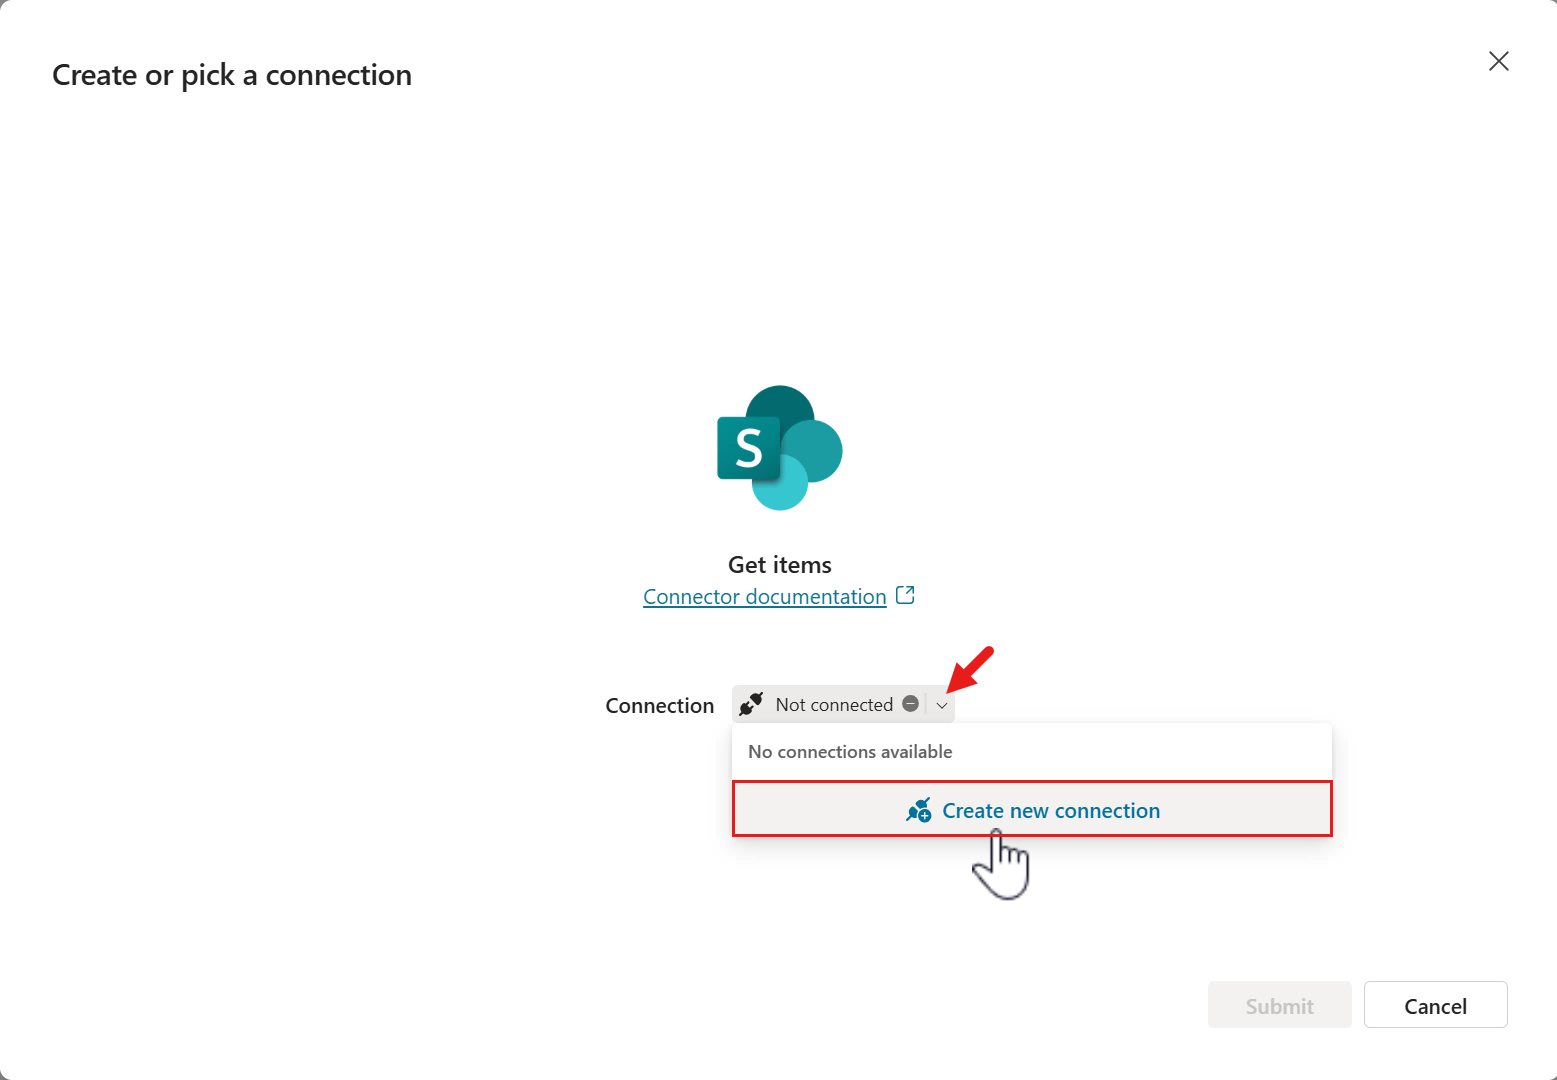 Create or pick a connection
S
Get items
Connector documentation
Connection Not connected
No connections available
Create new connection
Submit Cancel